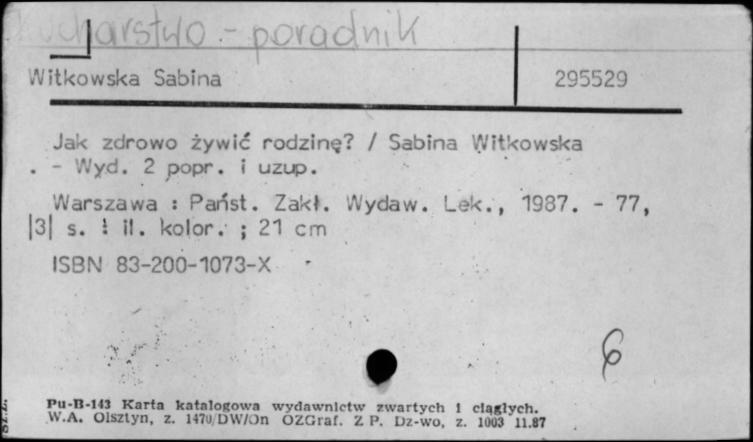 Kucharstwo - poradnik
Witkowska Sabina
295529
Jak zdrowo żywić rodzinę? / Sabina Witkowska
. - Wyd. 2 popr. i uzup.
Warszawa : Państ. Zakł. Wydaw. Lek., 1987. - 77,
|3| s. : il. kolor. ; 21 cm
ISBN 83-200-1073-X
6
Pu-B-143 Karta katalogowa wydawnictw zwartych i ciągłych.
W.A. Olsztyn, z. 1470/DW/On OZGraf. Z P. Dz-wo, z. 1003 11.87